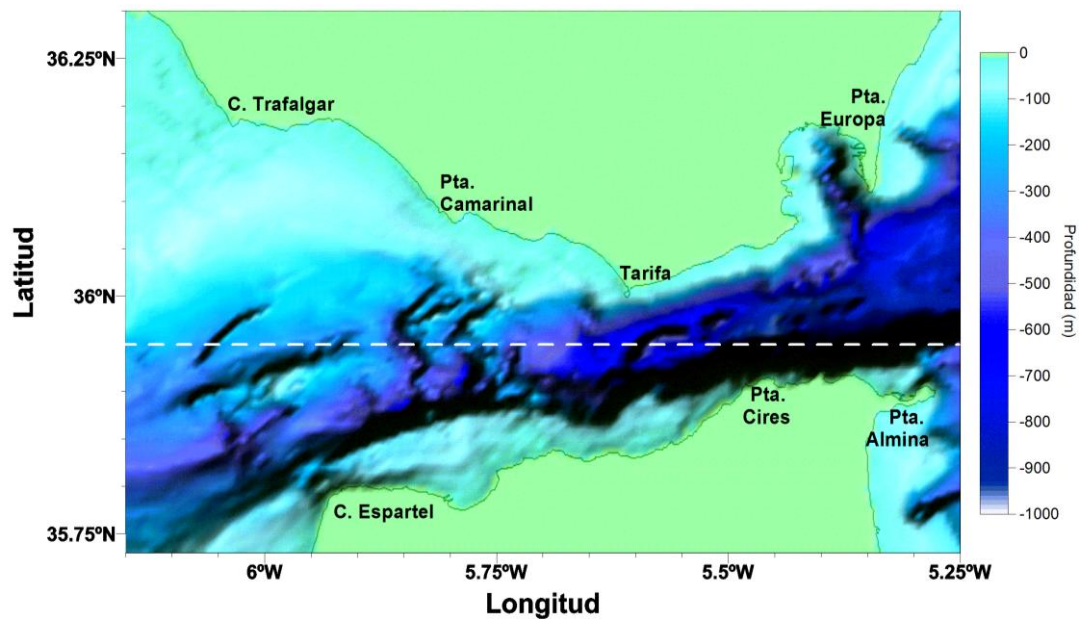 36.25ºN
36ºN
35.75ºN
Latitud
C. Trafalgar
Pta.
Camarinal
Tarifa
Pta.
Europa
Pta.
Cires
Pta.
Almina
C. Espartel
6ºW
5.75ºW
5.5ºW
5.25ºW
Longitud
0
-100
-200
-300
-400
-500
-600
-700
-800
-900
-1000
Profundidad (m)